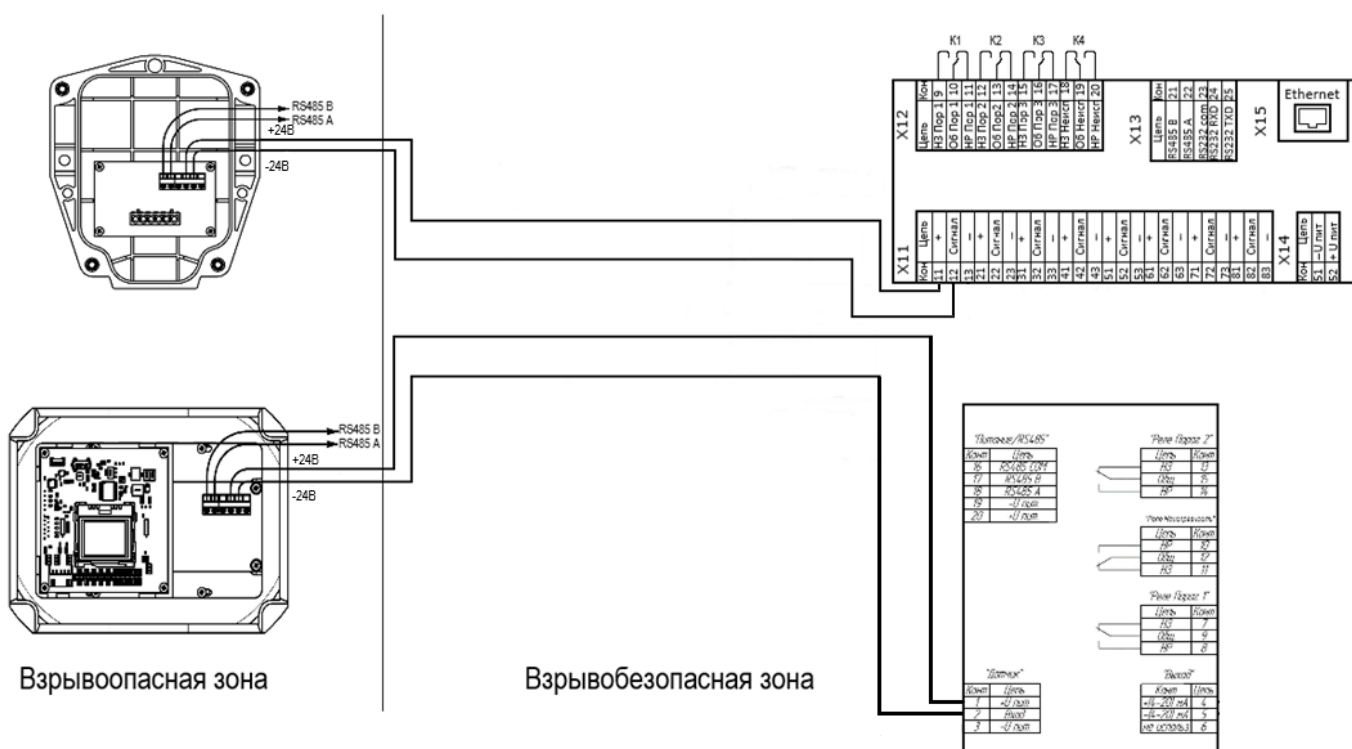 RS485 B
RS485 A
+24В
-24В
K1 K2 K3 K4
X12
Цепь Кон
НЗ Пор 1 9
Об Пор 1 10
НР Пор 1 11
НЗ Пор 2 12
Об Пор2 13
НР Пор 2 14
НЗ Пор 3 15
Об Пор 3 16
НР Пор 3 17
НЗ Неисп 18
Об Неисп 19
НР Неисп 20
X13
Цепь Кон
RS485 B 21
RS485 A 22
RS232 com 23
RS232 RXD 24
RS232 TXD 25
X15
Ethernet
X11
Кон Цепь
11 +
12 Сигнал
13 –
21 +
22 Сигнал
23 –
31 +
32 Сигнал
33 –
41 +
42 Сигнал
43 –
51 +
52 Сигнал
53 –
61 +
62 Сигнал
63 –
71 +
72 Сигнал
73 –
81 +
82 Сигнал
83 –
X14
Кон Цепь
51 –U пит
52 +U пит
RS485 B
RS485 A
+24В
-24В
"Питание/RS485"
Конт Цепь
16 RS485 COM
17 RS485 B
18 RS485 A
19 -U пит
20 +U пит
"Реле Порог 2"
Цепь Конт
НЗ 13
Общ 15
НР 14
"Реле Неисправность"
Цепь Конт
НР 10
Общ 12
НЗ 11
"Реле Порог 1"
Цепь Конт
НЗ 7
Общ 9
НР 8
"Датчик"
Конт Цепь
1 +U пит
2 Вход
3 -U пит
"Выход"
Конт Цепь
+(4-20) мА 4
-(4-20) мА 5
не использ 6
Взрывоопасная зона
Взрывобезопасная зона